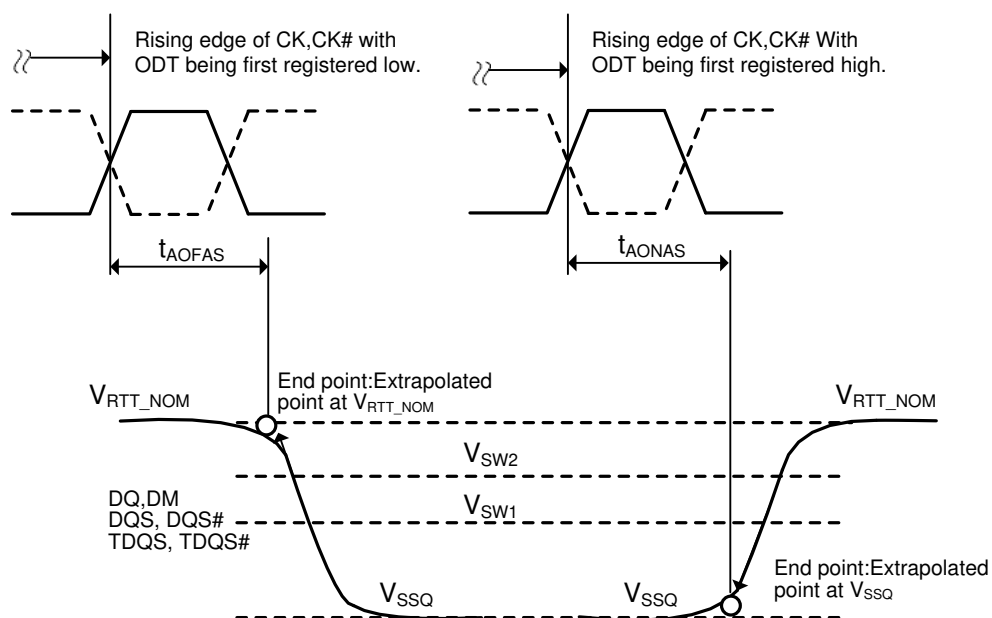 Rising edge of CK,CK# with
ODT being first registered low.
Rising edge of CK,CK# With
ODT being first registered high.
tAOFAS
tAONAS
End point:Extrapolated
point at VRTT_NOM
VRTT_NOM
VRTT_NOM
VSW2
DQ,DM
DQS, DQS#
TDQS, TDQS#
VSW1
End point:Extrapolated
point at VSSQ
VSSQ
VSSQ